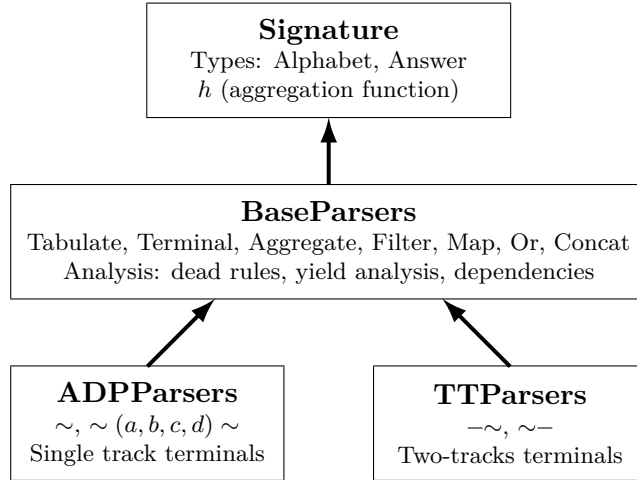 Signature
Types: Alphabet, Answer
h (aggregation function)
BaseParsers
Tabulate, Terminal, Aggregate, Filter, Map, Or, Concat
Analysis: dead rules, yield analysis, dependencies
ADPParsers
∼, ∼ (a, b, c, d) ∼
Single track terminals
TTParsers
−∼, ∼−
Two-tracks terminals